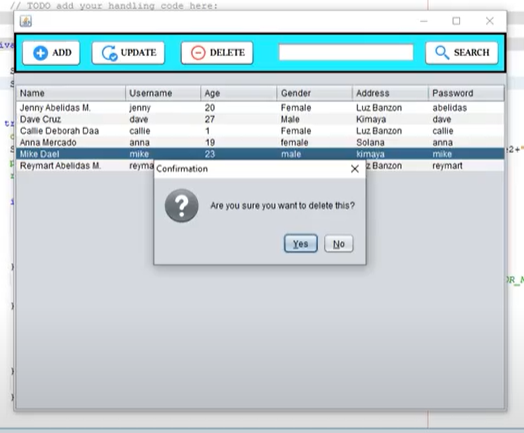 // TODO add your handling code here:
ADD UPDATE DELETE SEARCH
Name Username Age Gender Address Password
Jenny Abelidas M. jenny 20 Female Luz Banzon abelidas
Dave Cruz dave 27 Male Kimaya dave
Callie Deborah Daa callie 1 Female Luz Banzon callie
Anna Mercado anna 19 female Solana anna
Mike Dael mike 23 male kimaya mike
Reymart Abelidas M. reyma z Banzon reymart
Confirmation
Are you sure you want to delete this?
Yes No